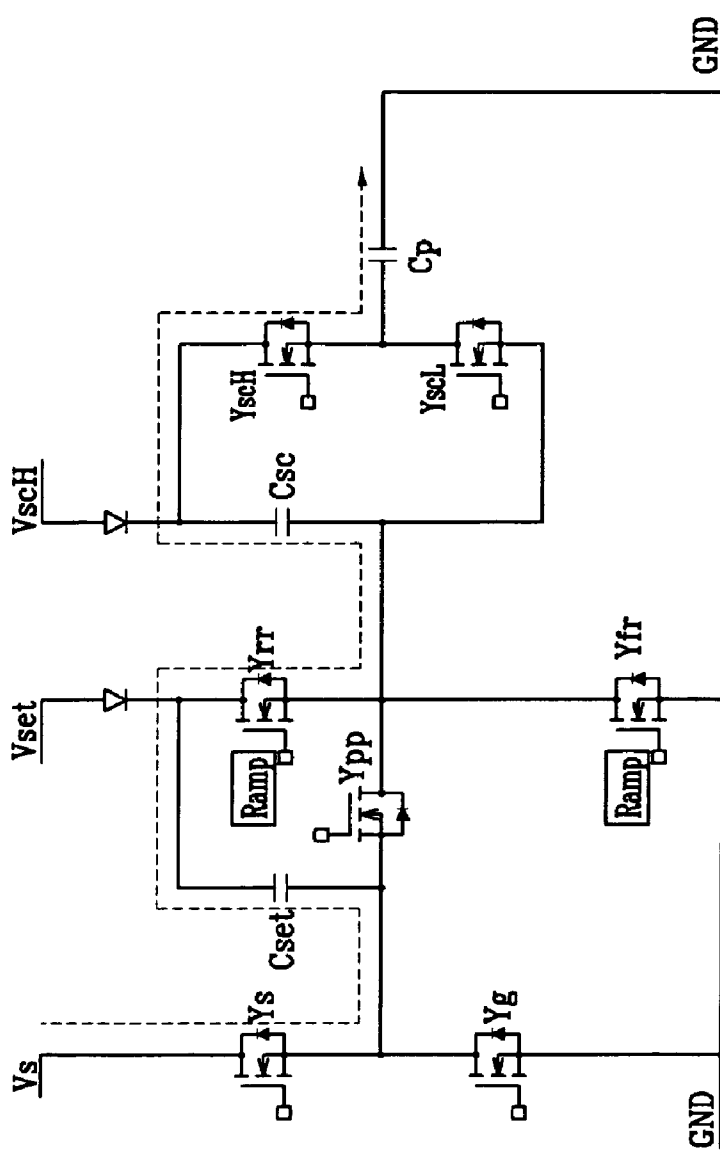 Vs
Vset
VscH
Ys
Cset
Ramp
Yrr
Csc
YscH
Ypp
Cp
YscL
Yg
Ramp
Yfr
GND
GND